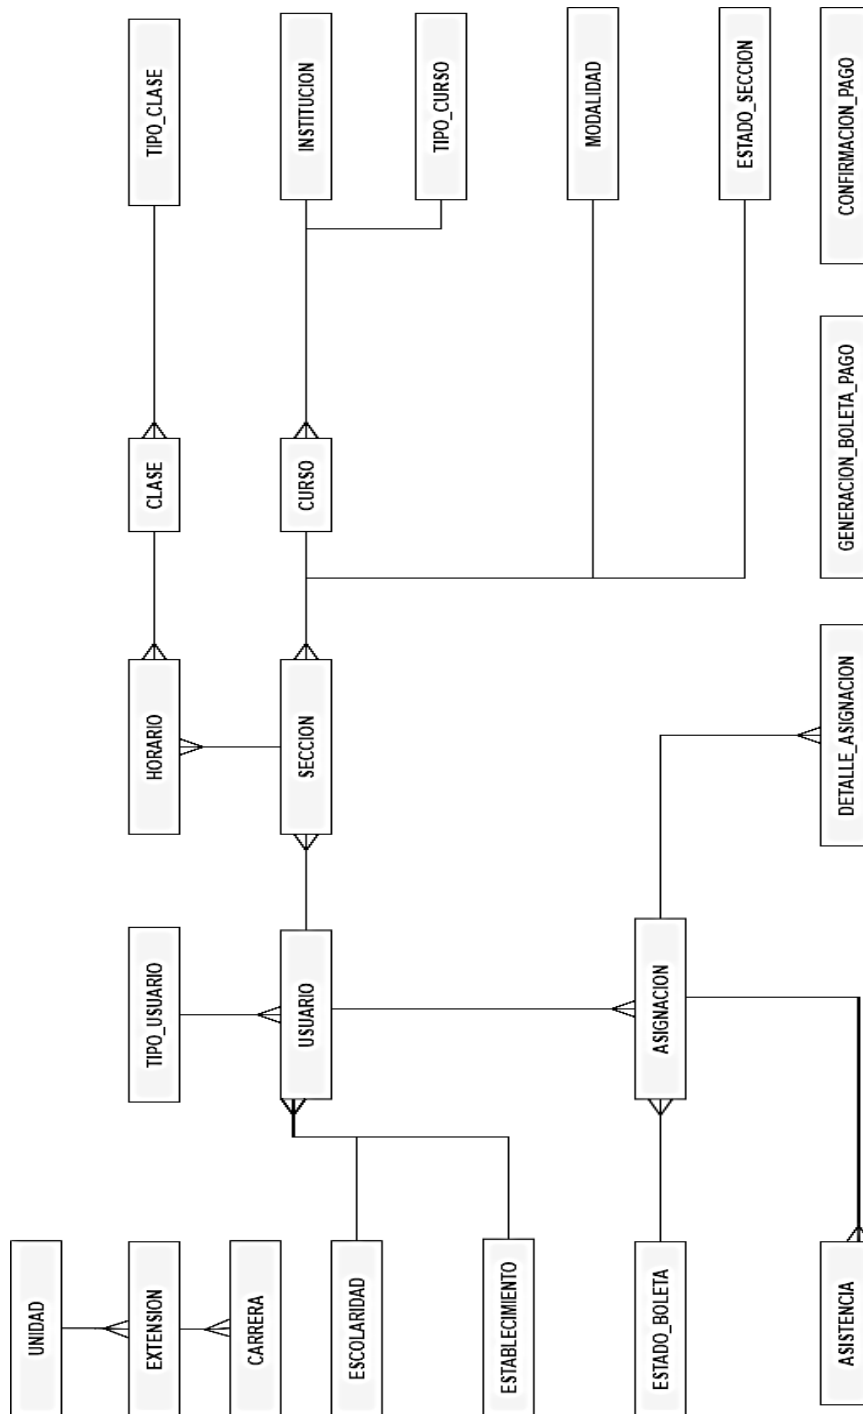 UNIDAD
EXTENSION
CARRERA
ESCOLARIDAD
ESTABLECIMIENTO
ESTADO_BOLETA
ASISTENCIA
TIPO_USUARIO
USUARIO
ASIGNACION
HORARIO
SECCION
DETALLE_ASIGNACION
CLASE
CURSO
GENERACION_BOLETA_PAGO
TIPO_CLASE
INSTITUCION
TIPO_CURSO
MODALIDAD
ESTADO_SECCION
CONFIRMACION_PAGO